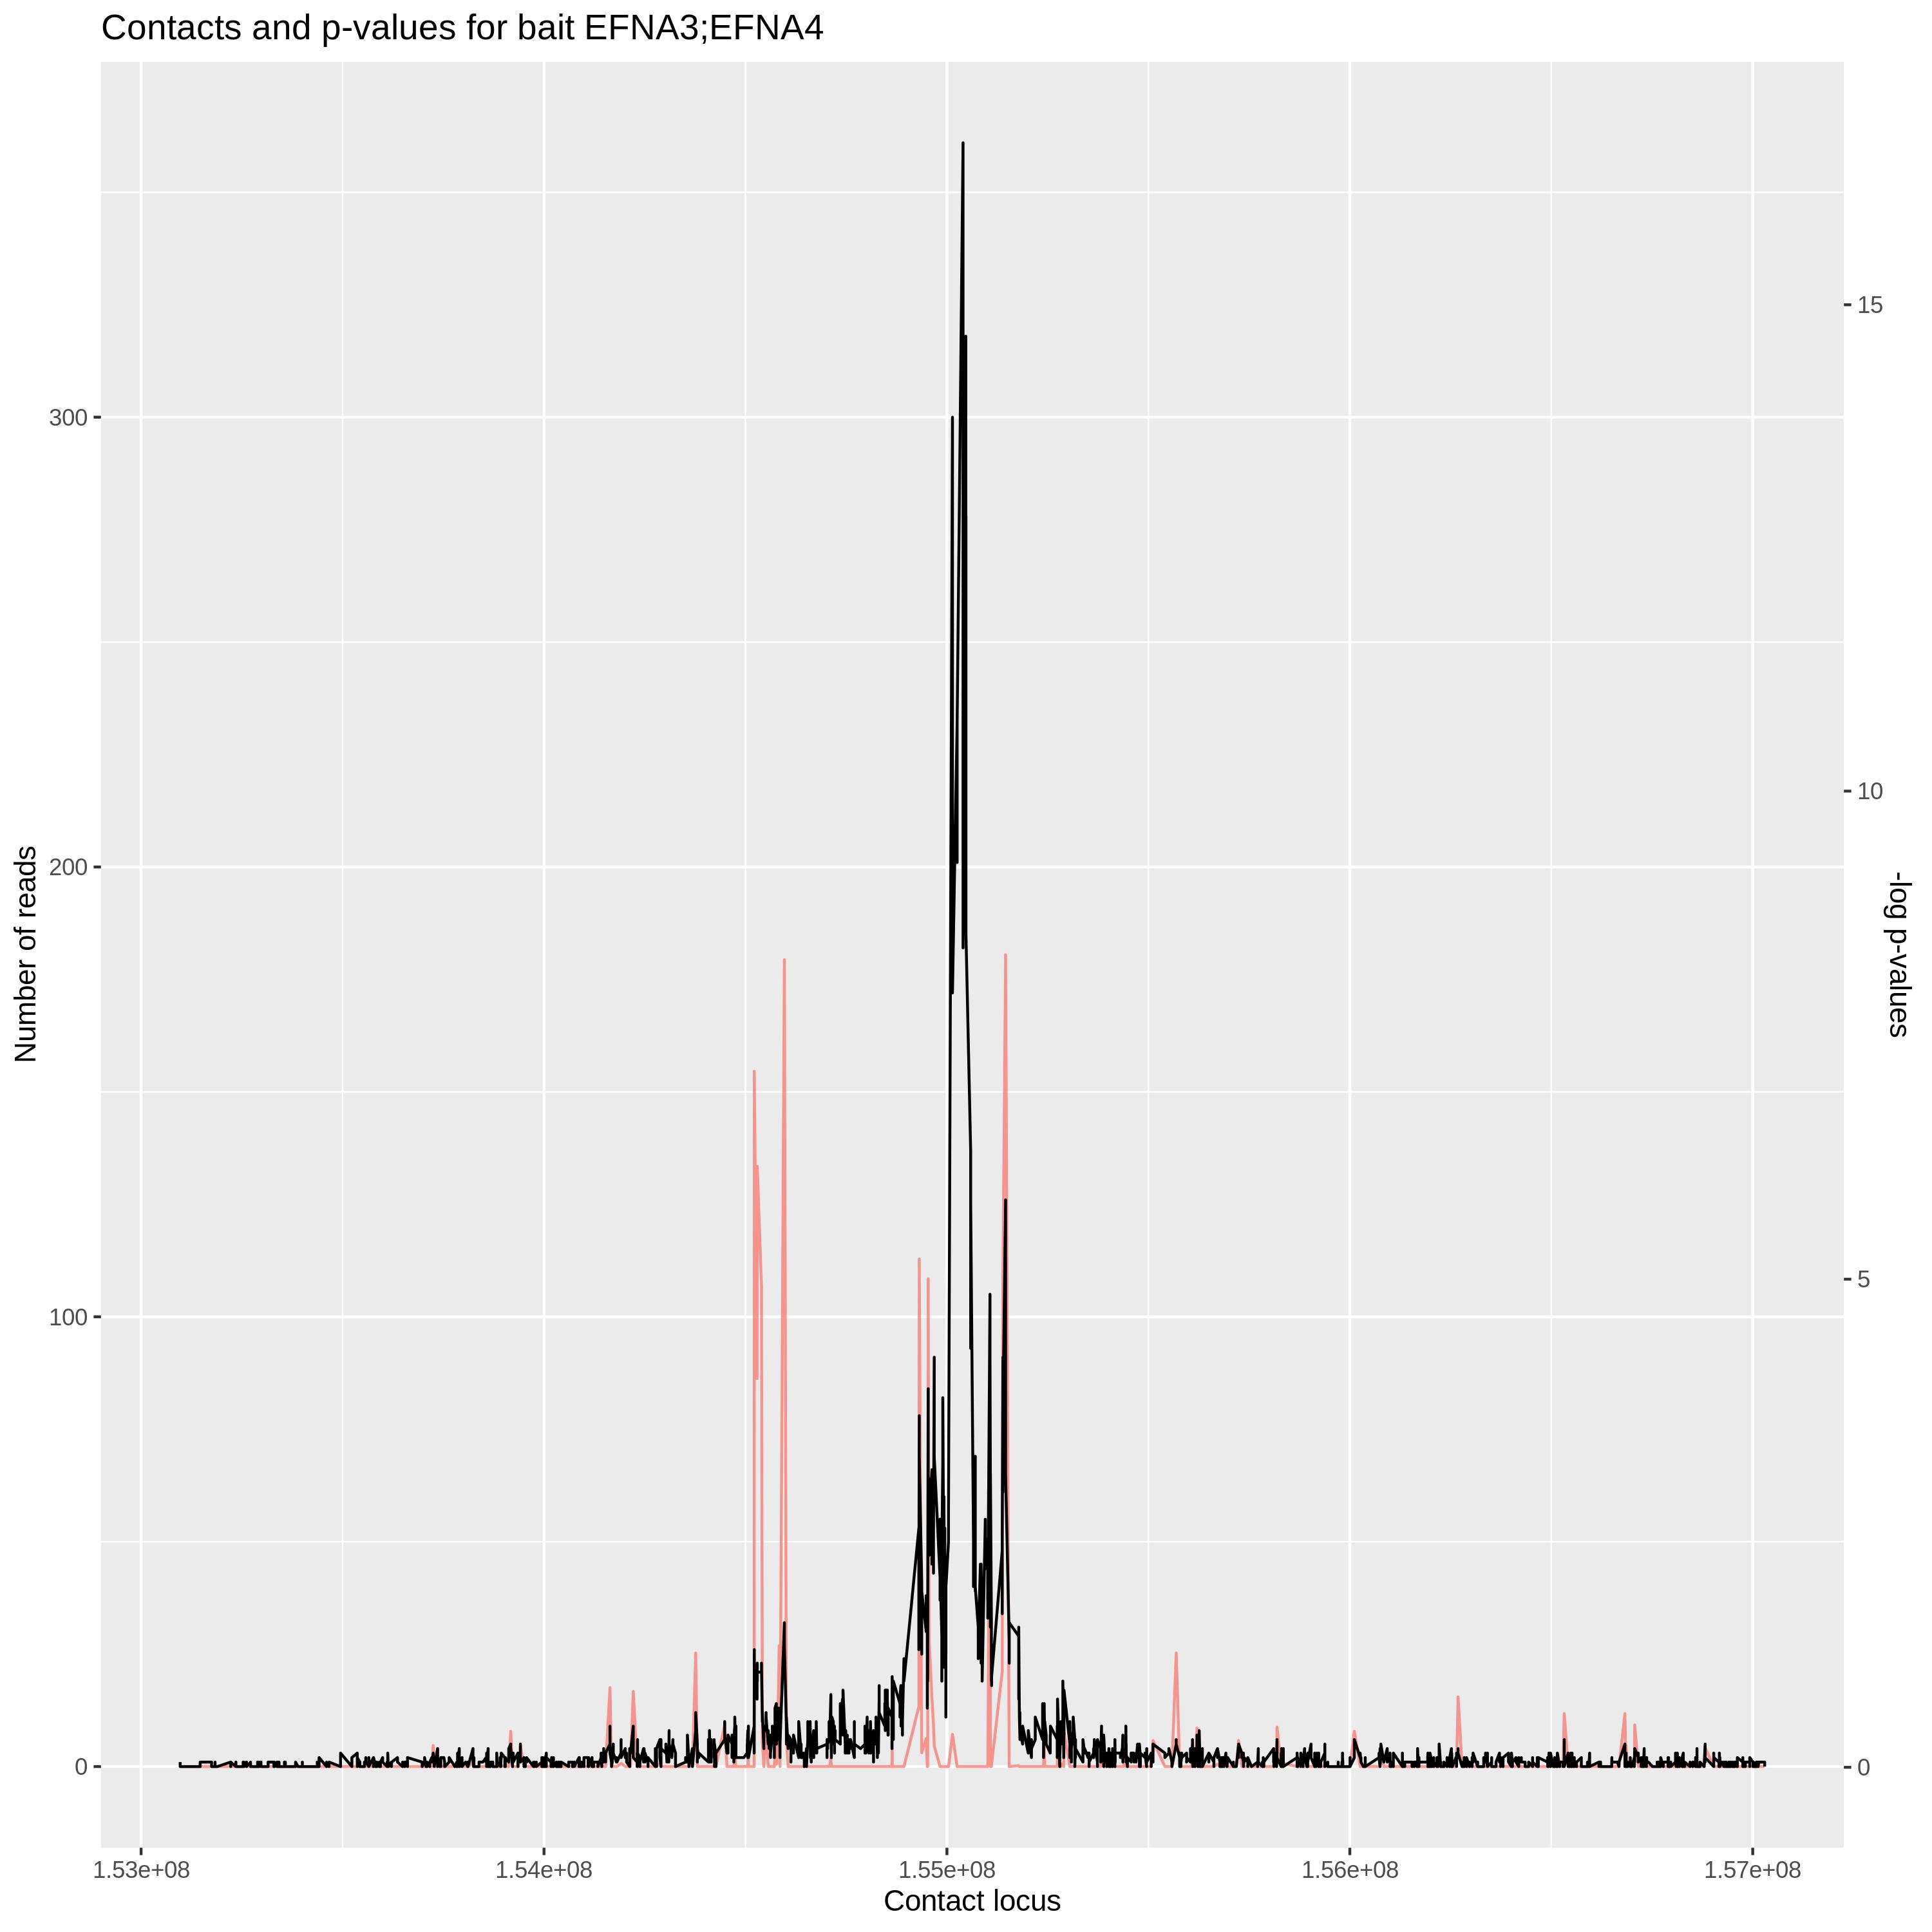 Contacts and p-values for bait EFNA3;EFNA4
Number of reads
300
200
100
0
15
10
5
0
-log p-values
1.53e+08
1.54e+08
1.55e+08
1.56e+08
1.57e+08
Contact locus